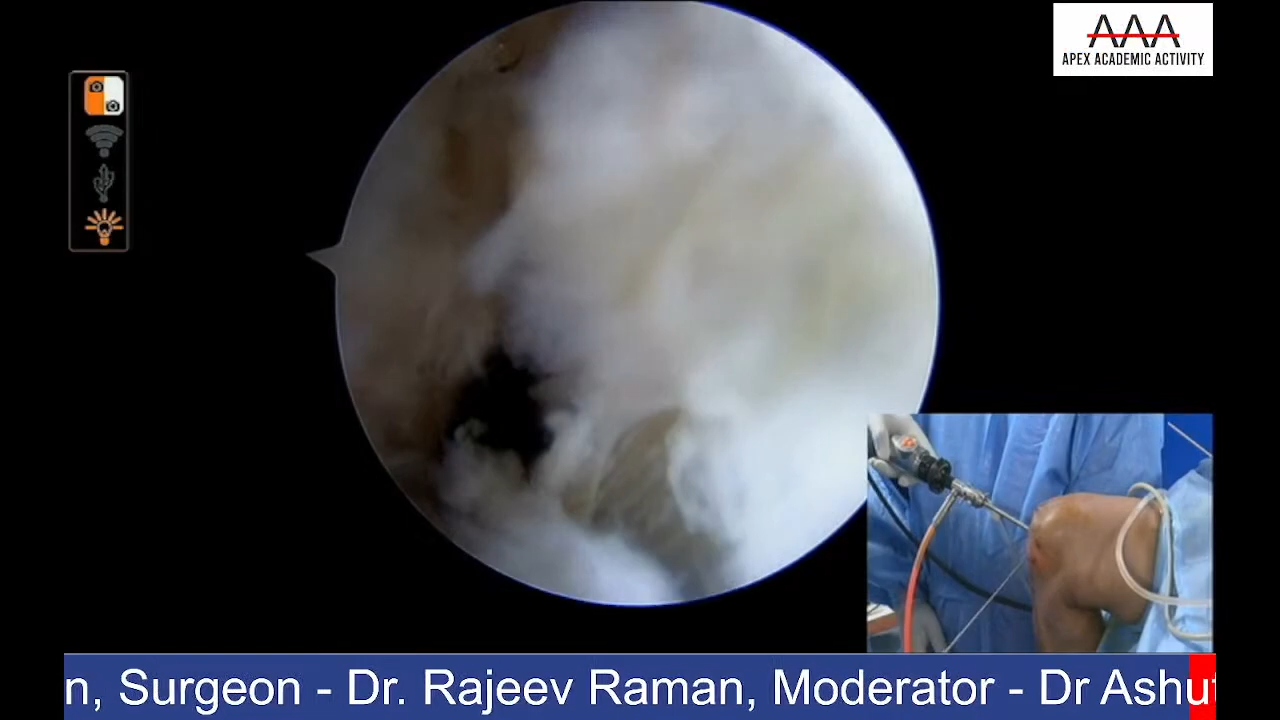 AAA
APEX ACADEMIC ACTIVITY
n, Surgeon - Dr. Rajeev Raman, Moderator - Dr Ashu